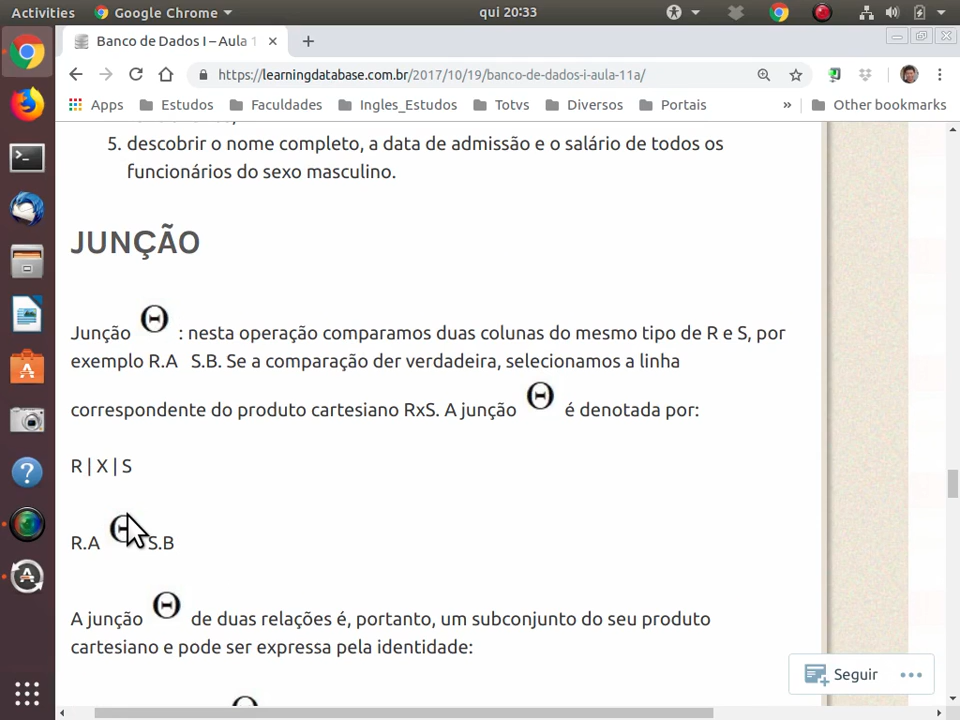 Activities Google Chrome qui 20:33
Banco de Dados I – Aula 1
https://learningdatabase.com.br/2017/10/19/banco-de-dados-i-aula-11a/
Apps Estudos Faculdades Ingles_Estudos Totvs Diversos Portais » Other bookmarks
5. descobrir o nome completo, a data de admissão e o salário de todos os
funcionários do sexo masculino.
JUNÇÃO
Junção Θ : nesta operação comparamos duas colunas do mesmo tipo de R e S, por
exemplo R.A S.B. Se a comparação der verdadeira, selecionamos a linha
correspondente do produto cartesiano RxS. A junção Θ é denotada por:
R | X | S
R.A Θ S.B
A junção Θ de duas relações é, portanto, um subconjunto do seu produto
cartesiano e pode ser expressa pela identidade:
Seguir